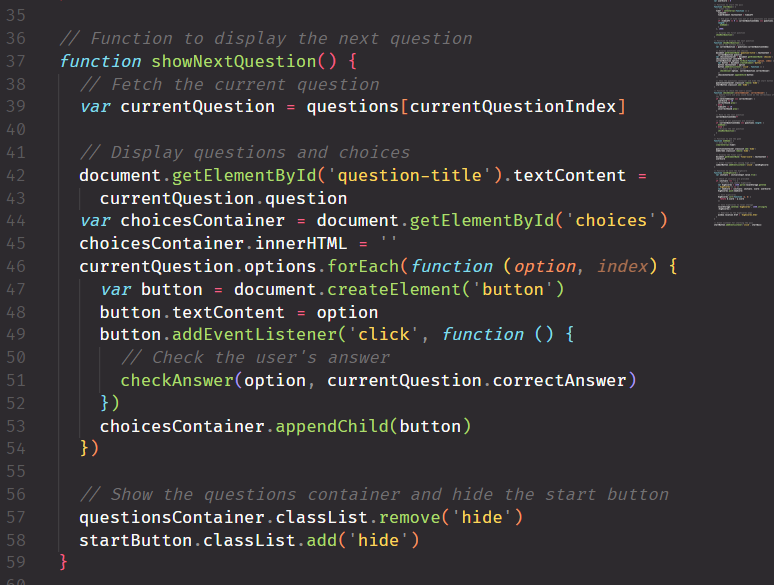 35
36 // Function to display the next question
37 function showNextQuestion() {
38 // Fetch the current question
39 var currentQuestion = questions[currentQuestionIndex]
40
41 // Display questions and choices
42 document.getElementById('question-title').textContent =
43 currentQuestion.question
44 var choicesContainer = document.getElementById('choices')
45 choicesContainer.innerHTML = ''
46 currentQuestion.options.forEach(function (option, index) {
47 var button = document.createElement('button')
48 button.textContent = option
49 button.addEventListener('click', function () {
50 // Check the user's answer
51 checkAnswer(option, currentQuestion.correctAnswer)
52 })
53 choicesContainer.appendChild(button)
54 })
55
56 // Show the questions container and hide the start button
57 questionsContainer.classList.remove('hide')
58 startButton.classList.add('hide')
59 }
60